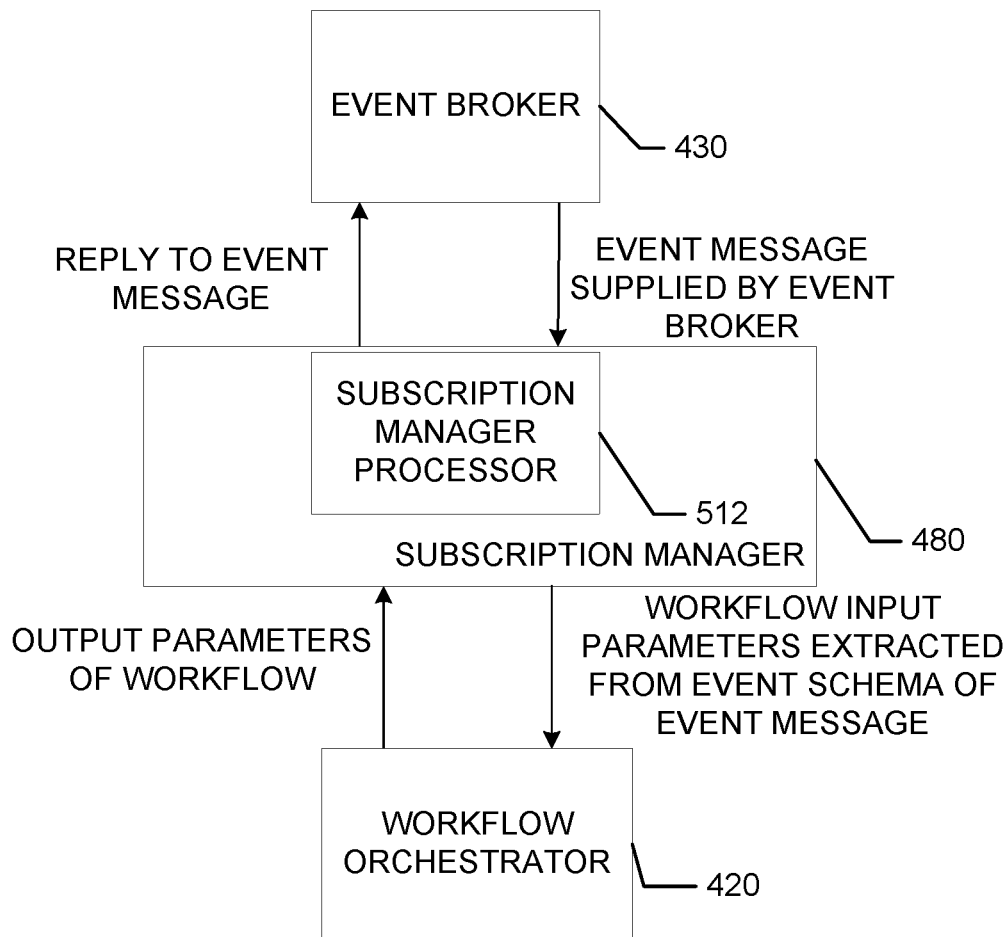 EVENT BROKER
430
REPLY TO EVENT
MESSAGE
EVENT MESSAGE
SUPPLIED BY EVENT
BROKER
SUBSCRIPTION
MANAGER
PROCESSOR
512
SUBSCRIPTION MANAGER
480
OUTPUT PARAMETERS
OF WORKFLOW
WORKFLOW INPUT
PARAMETERS EXTRACTED
FROM EVENT SCHEMA OF
EVENT MESSAGE
WORKFLOW
ORCHESTRATOR
420